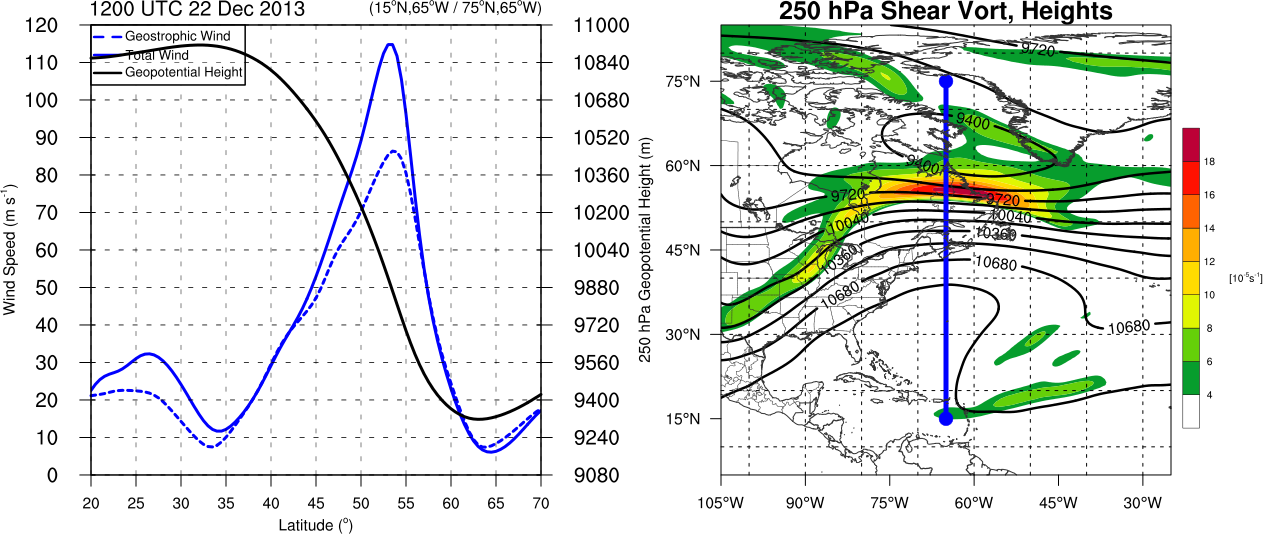 1200 UTC 22 Dec 2013
(15°N,65°W / 75°N,65°W)
Geostrophic Wind
Total Wind
Geopotential Height
120
110
100
90
80
70
60
50
40
30
20
10
0
Wind Speed (m s⁻¹)
20 25 30 35 40 45 50 55 60 65 70
Latitude (°)
11000
10840
10680
10520
10360
10200
10040
9880
9720
9560
9400
9240
9080
250 hPa Geopotential Height (m)
250 hPa Shear Vort, Heights
75°N
60°N
45°N
30°N
15°N
105°W 90°W 75°W 60°W 45°W 30°W
9720
9400
9400
9720
9720
10040
10040
10360
10360
10680
10680
10680
18
16
14
12
10
8
6
4
[10⁻⁵s⁻¹]